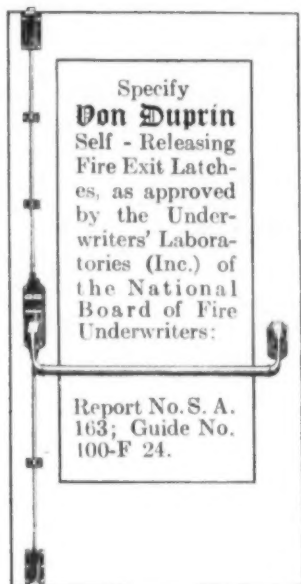 Specify
Von Duprin
Self - Releasing
Fire Exit Latch-
es, as approved
by the Under-
writers' Labora-
tories (Inc.) of
the National
Board of Fire
Underwriters:
Report No. S. A.
163; Guide No.
100-F 24.